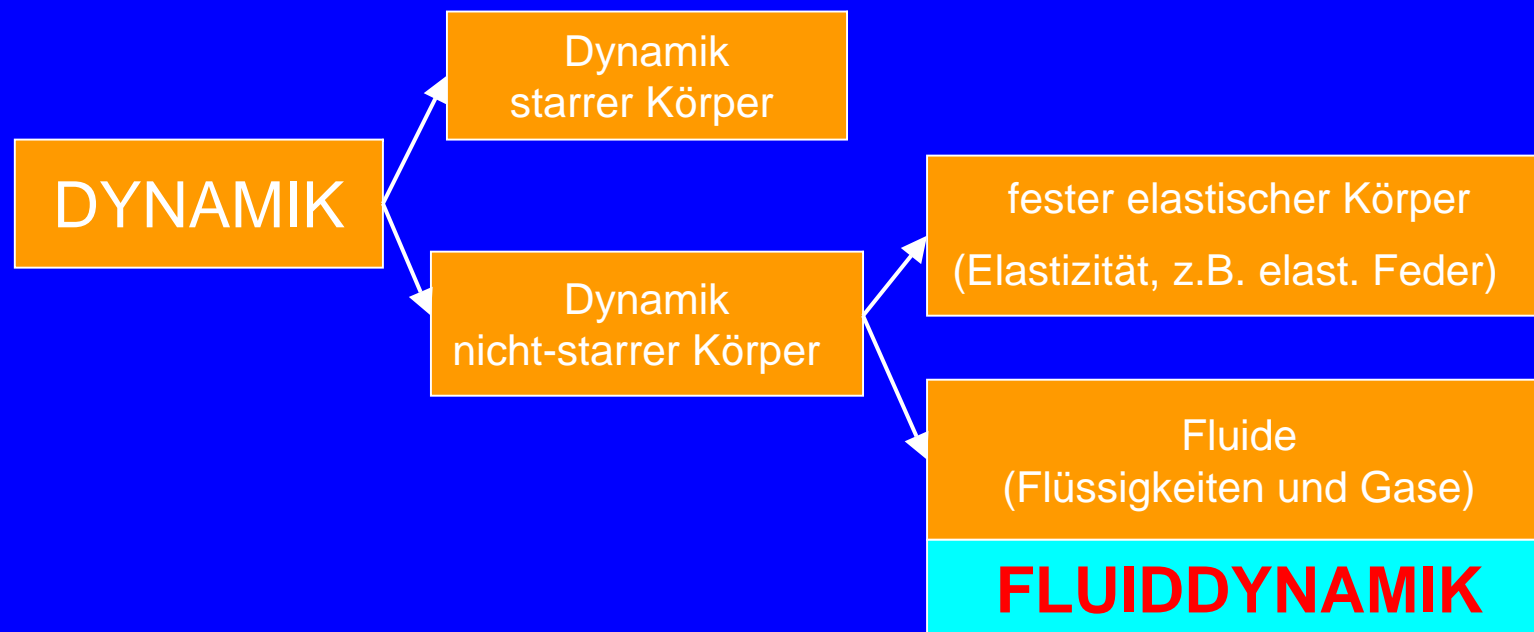 DYNAMIK
Dynamik
starrer Körper
Dynamik
nicht-starrer Körper
fester elastischer Körper
(Elastizität, z.B. elast. Feder)
Fluide
(Flüssigkeiten und Gase)
FLUIDDYNAMIK